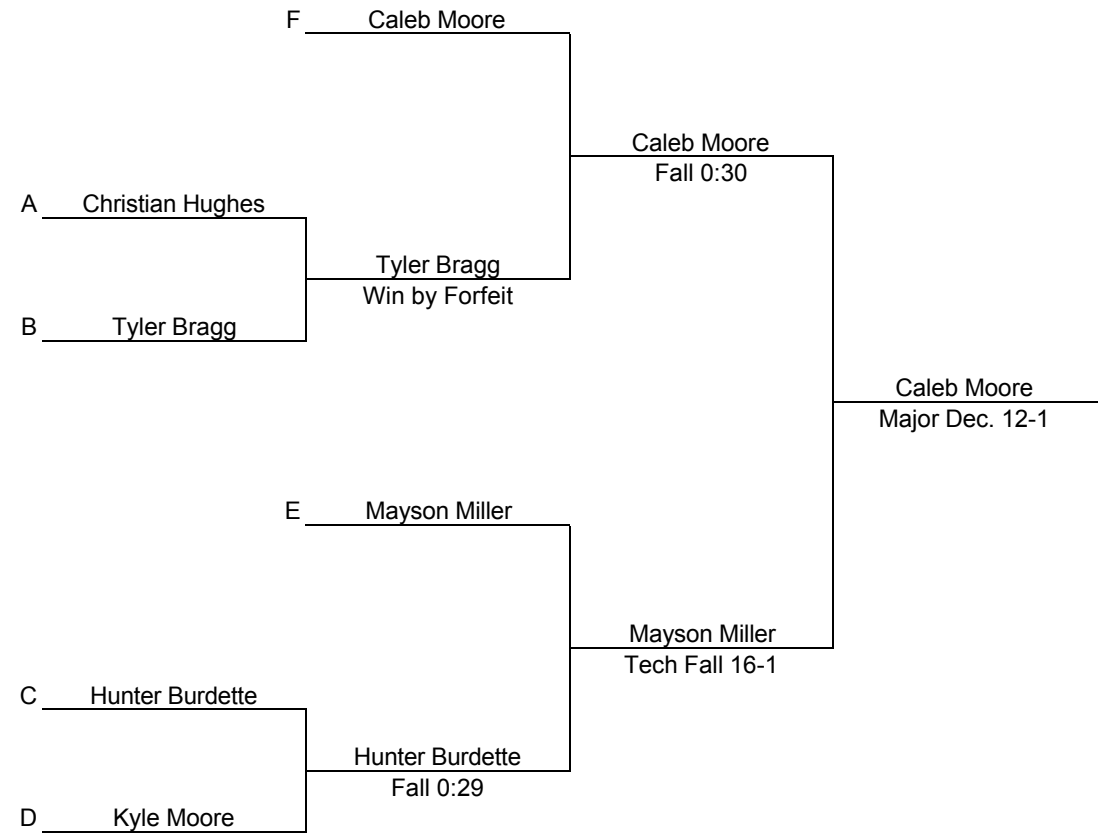 F Caleb Moore
Caleb Moore
Fall 0:30
A Christian Hughes
Tyler Bragg
Win by Forfeit
B Tyler Bragg
Caleb Moore
Major Dec. 12-1
E Mayson Miller
Mayson Miller
Tech Fall 16-1
C Hunter Burdette
Hunter Burdette
Fall 0:29
D Kyle Moore